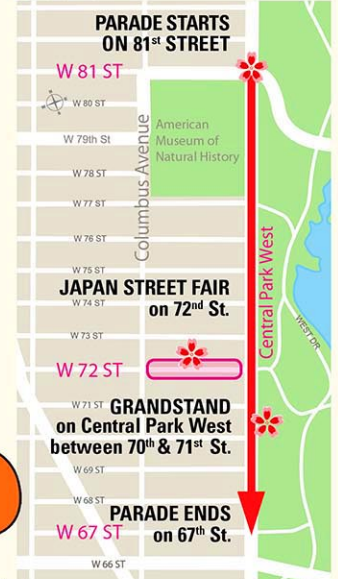 PARADE STARTS
ON 81st STREET
W 81 ST
W 80 ST
W 79th St
American
Museum of
Natural History
Columbus Avenue
W 78 ST
W 77 ST
W 76 ST
W 75 ST
JAPAN STREET FAIR
on 72nd St.
W 74 ST
W 73 ST
Central Park West
WEST DR
W 72 ST
W 71 ST
GRANDSTAND
on Central Park West
between 70th & 71st St.
W 69 ST
W 68 ST
PARADE ENDS
on 67th St.
W 67 ST
W 66 ST